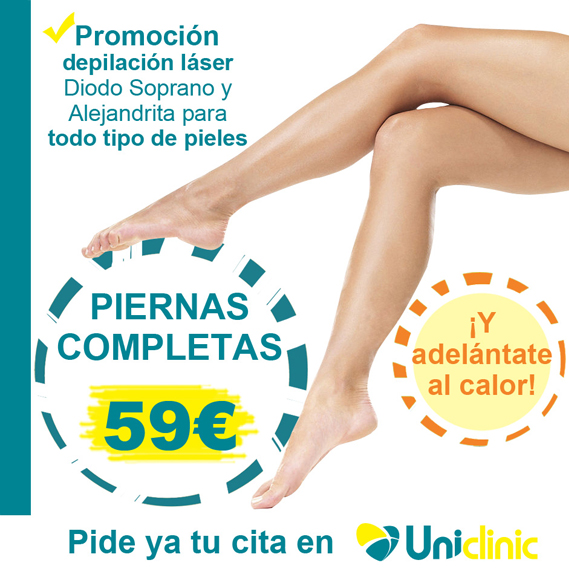 Promoción
depilación láser
Diodo Soprano y
Alejandrita para
todo tipo de pieles
PIERNAS
COMPLETAS
59€
¡Y
adelántate
al calor!
Pide ya tu cita en
Uniclinic